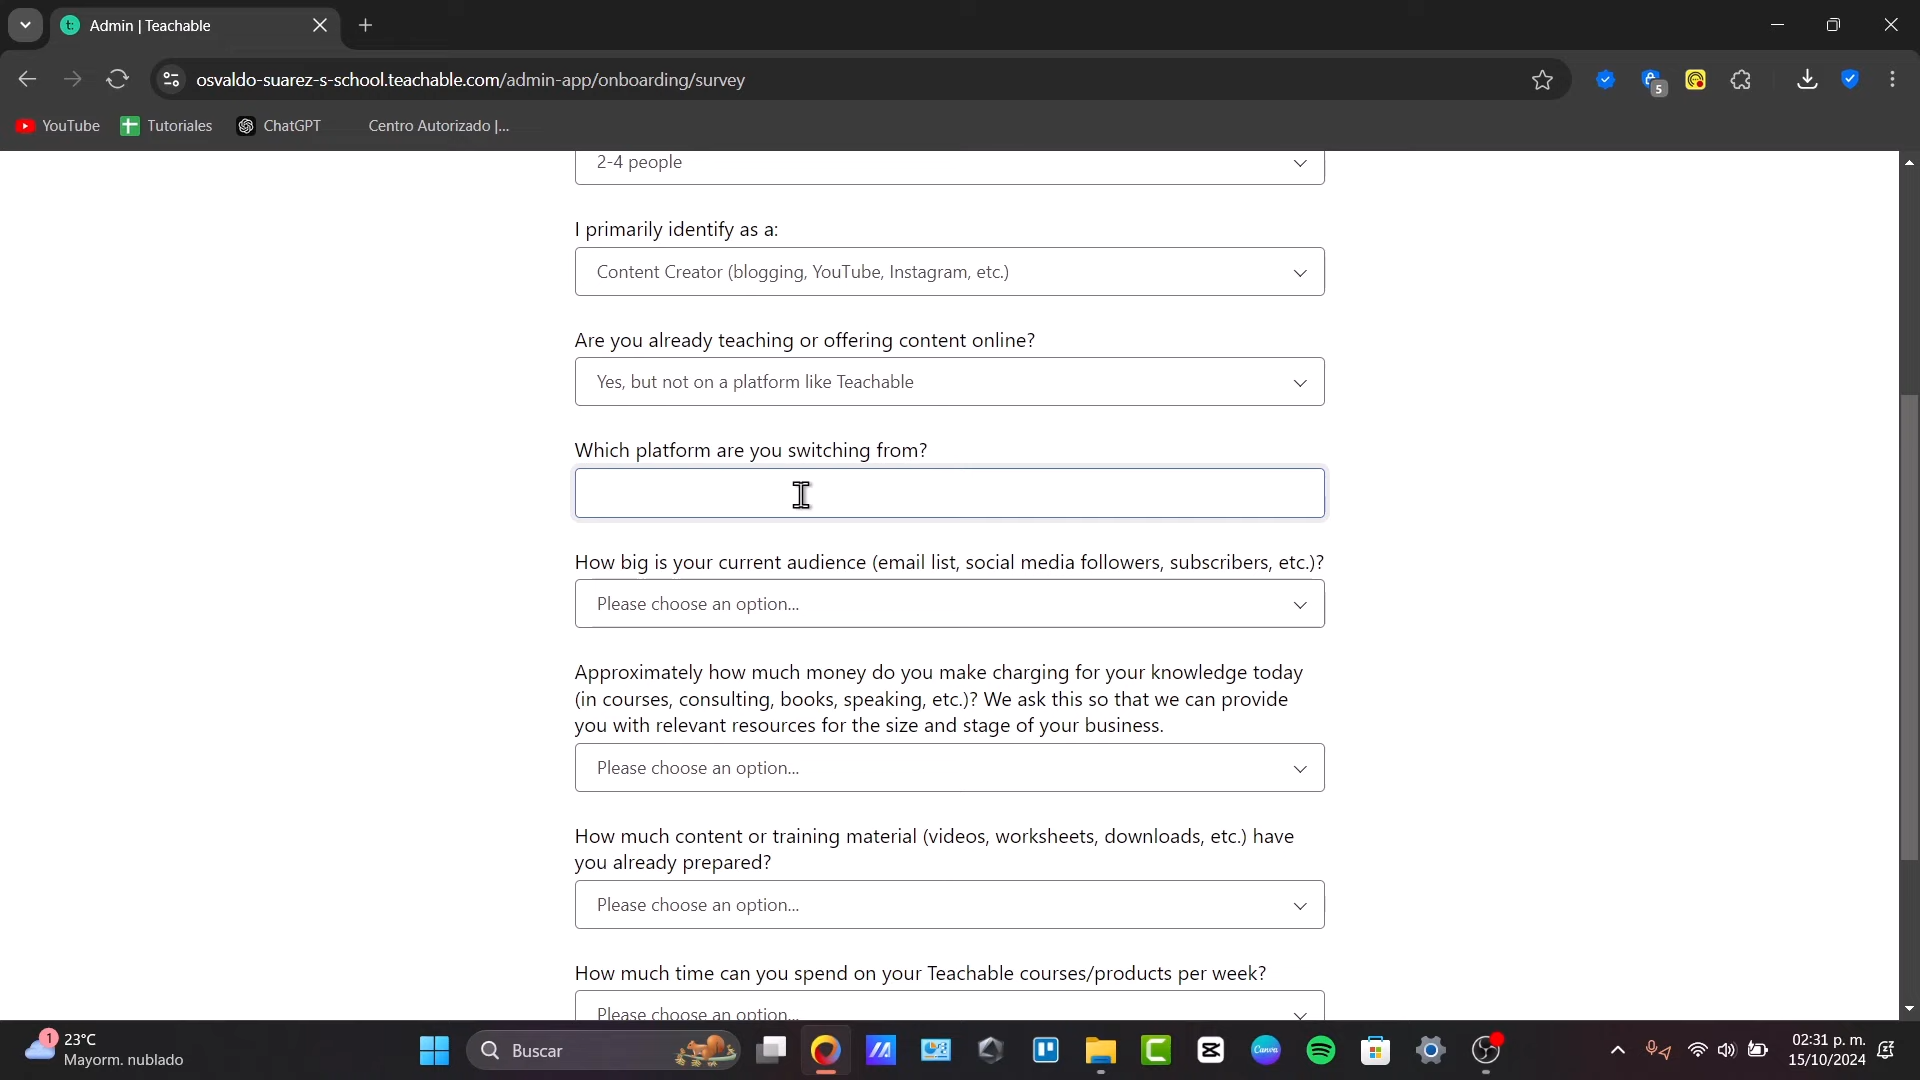 Admin | Teachable
osvaldo-suarez-s-school.teachable.com/admin-app/onboarding/survey
5
YouTube
Tutoriales
ChatGPT
Centro Autorizado |...
2-4 people
I primarily identify as a:
Content Creator (blogging, YouTube, Instagram, etc.)
Are you already teaching or offering content online?
Yes, but not on a platform like Teachable
Which platform are you switching from?
How big is your current audience (email list, social media followers, subscribers, etc.)?
Please choose an option...
Approximately how much money do you make charging for your knowledge today
(in courses, consulting, books, speaking, etc.)? We ask this so that we can provide
you with relevant resources for the size and stage of your business.
Please choose an option...
How much content or training material (videos, worksheets, downloads, etc.) have
you already prepared?
Please choose an option...
How much time can you spend on your Teachable courses/products per week?
Please choose an option...
1
23°C
Mayorm. nublado
Buscar
Canva
02:31 p. m.
15/10/2024